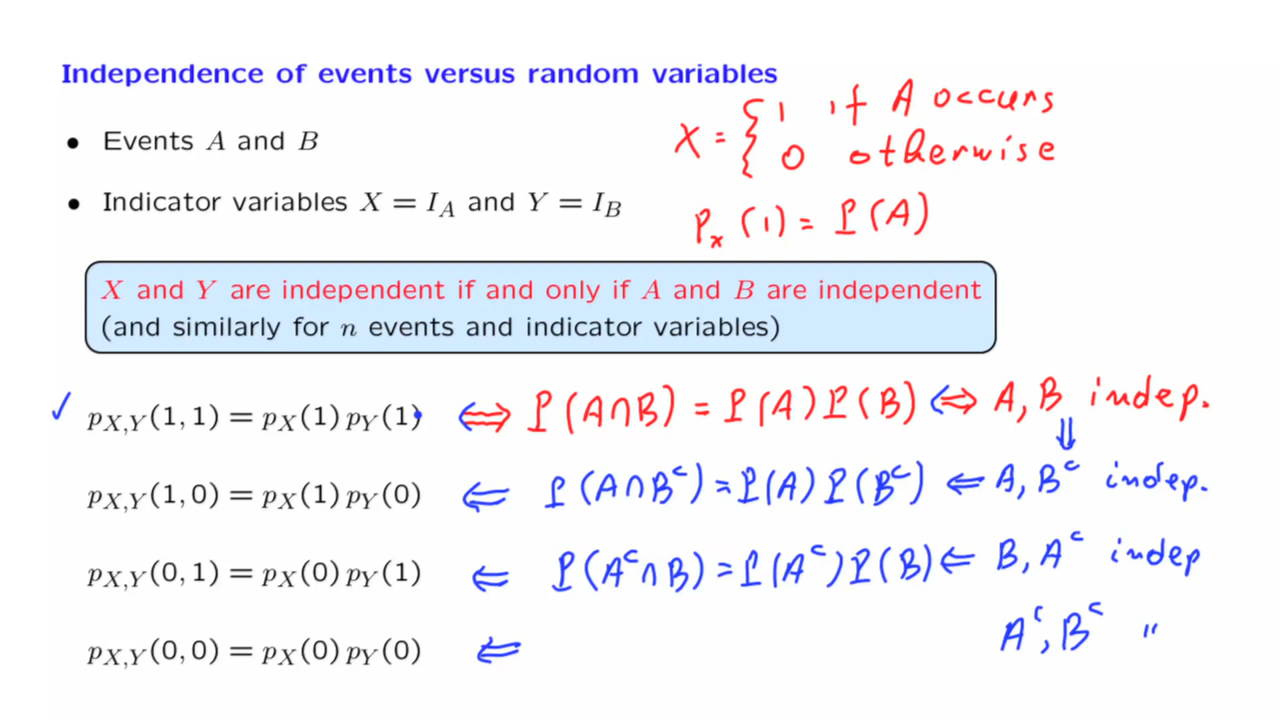 Independence of events versus random variables
• Events A and B
• Indicator variables X = I_A and Y = I_B
X = { 1 if A occurs
0 otherwise
p_X (1) = P(A)
X and Y are independent if and only if A and B are independent
(and similarly for n events and indicator variables)
✓ p_{X,Y}(1, 1) = p_X(1) p_Y(1) ⇔ P(A∩B) = P(A)P(B) ⇔ A, B indep.
⇓
p_{X,Y}(1, 0) = p_X(1) p_Y(0) ⇐ P(A∩B^c) = P(A)P(B^c) ⇐ A, B^c indep.
p_{X,Y}(0, 1) = p_X(0) p_Y(1) ⇐ P(A^c∩B) = P(A^c)P(B) ⇐ B, A^c indep
p_{X,Y}(0, 0) = p_X(0) p_Y(0) ⇐ A^c, B^c "